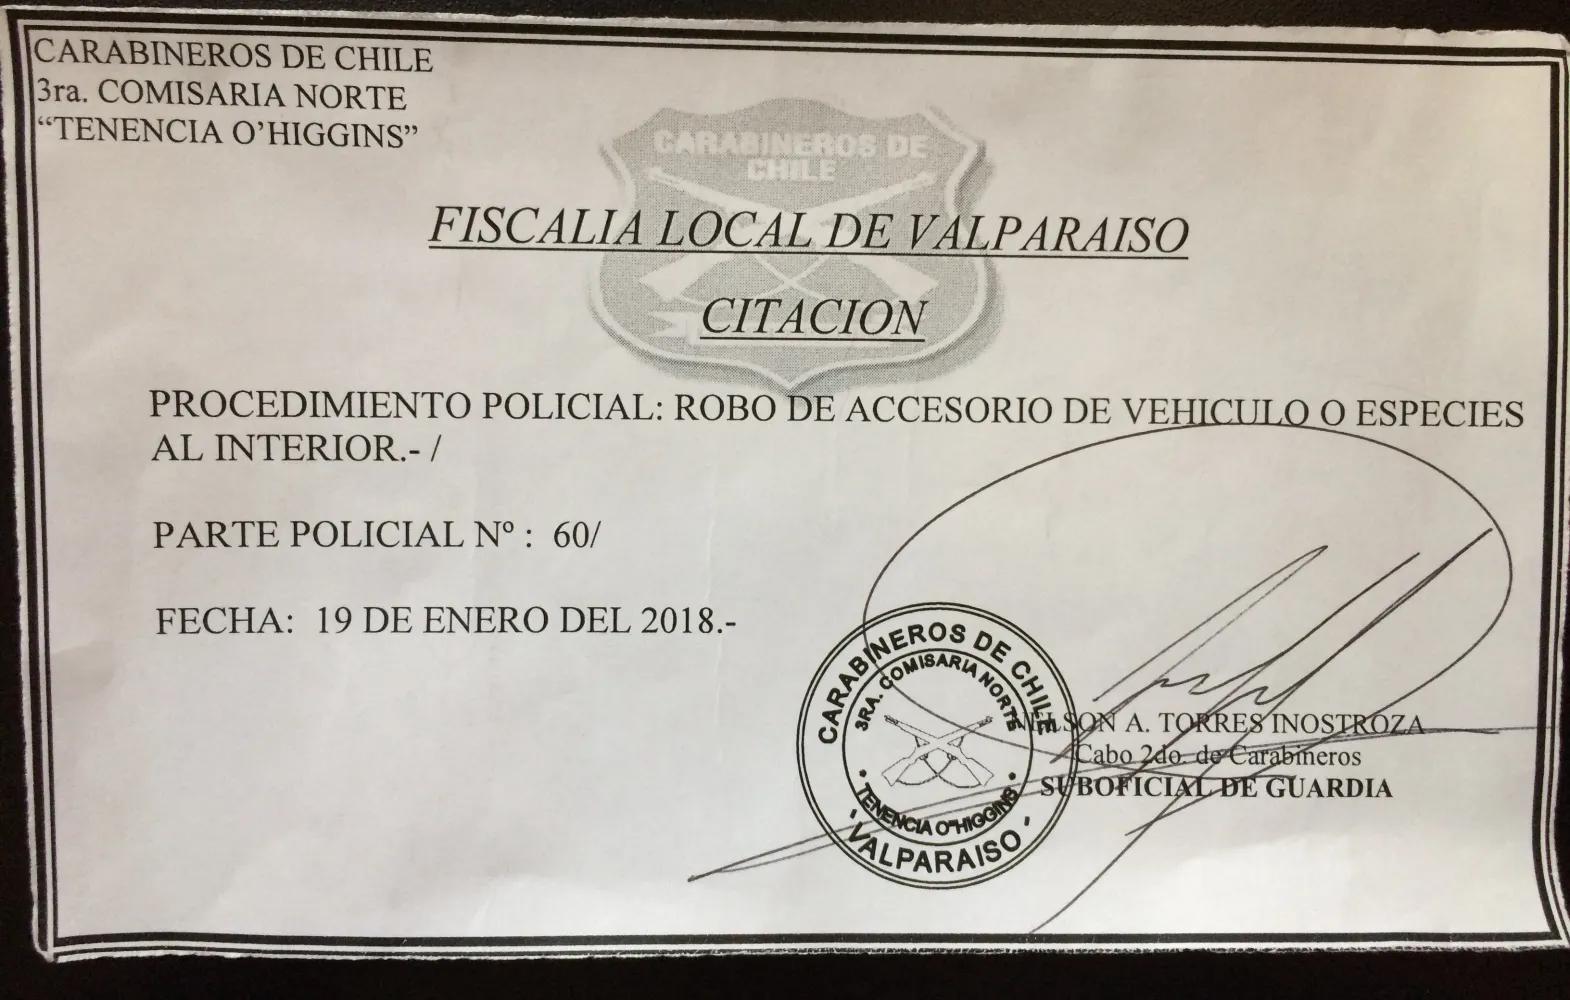 CARABINEROS DE CHILE
3ra. COMISARIA NORTE
“TENENCIA O’HIGGINS”
CARABINEROS DE
CHILE
FISCALIA LOCAL DE VALPARAISO
CITACION
PROCEDIMIENTO POLICIAL: ROBO DE ACCESORIO DE VEHICULO O ESPECIES
AL INTERIOR.- /
PARTE POLICIAL Nº : 60/
FECHA: 19 DE ENERO DEL 2018.-
CARABINEROS DE CHILE
3RA. COMISARIA NORTE
• TENENCIA O"HIGGINS •
- VALPARAISO -
NELSON A. TORRES INOSTROZA
Cabo 2do. de Carabineros
SUBOFICIAL DE GUARDIA